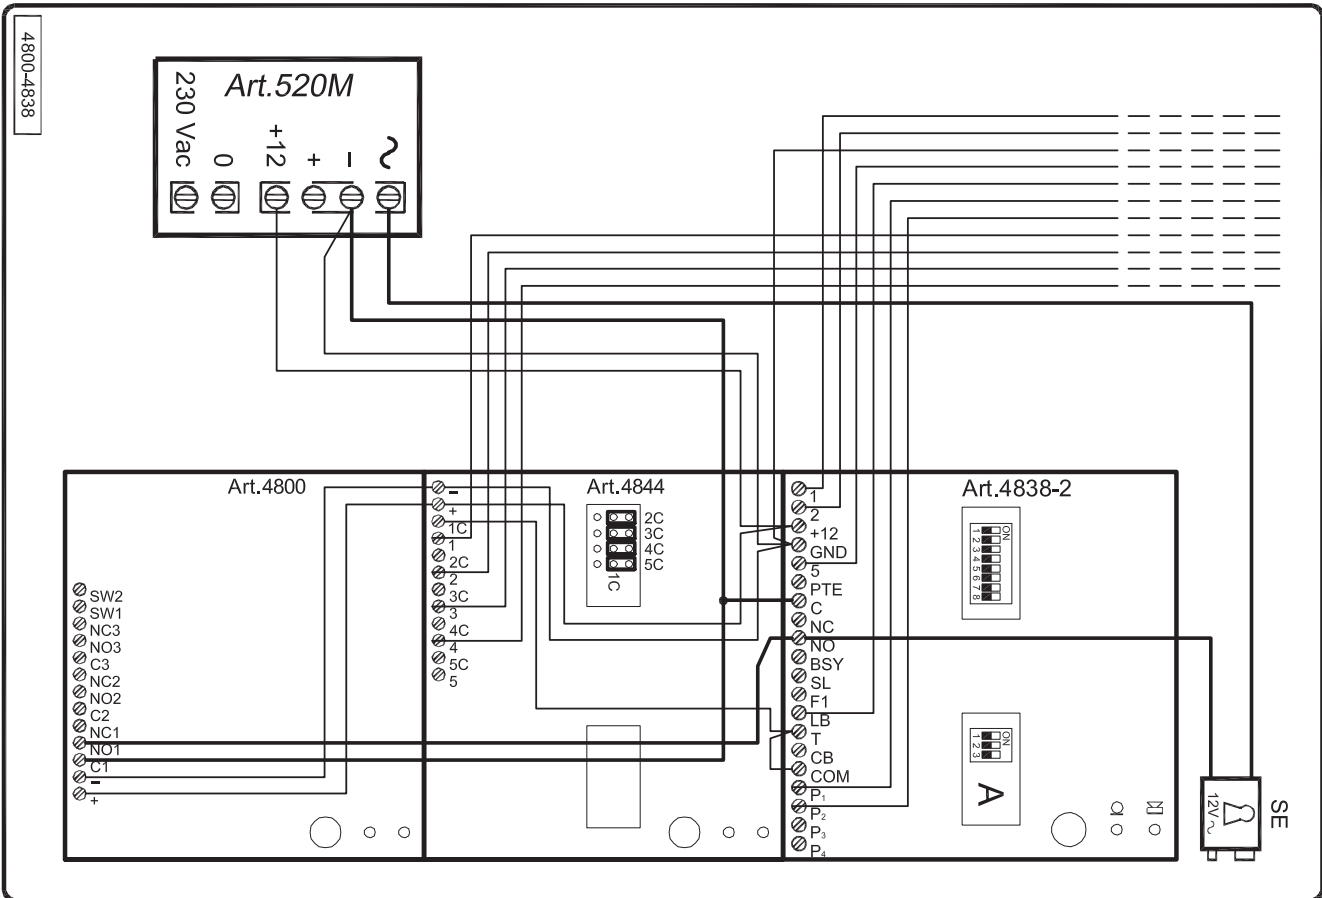 4800-4838
Art.520M
230 Vac
0
+12
+
-
~
Art.4800
SW2
SW1
NC3
NO3
C3
NC2
NO2
C2
NC1
NO1
C1
-
+
Art.4844
-
+
1C
1
2C
2
3C
3
4C
4
5C
5
2C
3C
4C
5C
1C
Art.4838-2
1
2
+12
GND
5
PTE
C
NC
NO
BSY
SL
F1
LB
T
CB
COM
P1
P2
P3
P4
ON
1 2 3 4 5 6 7 8
ON
1 2 3
A
12V~
SE